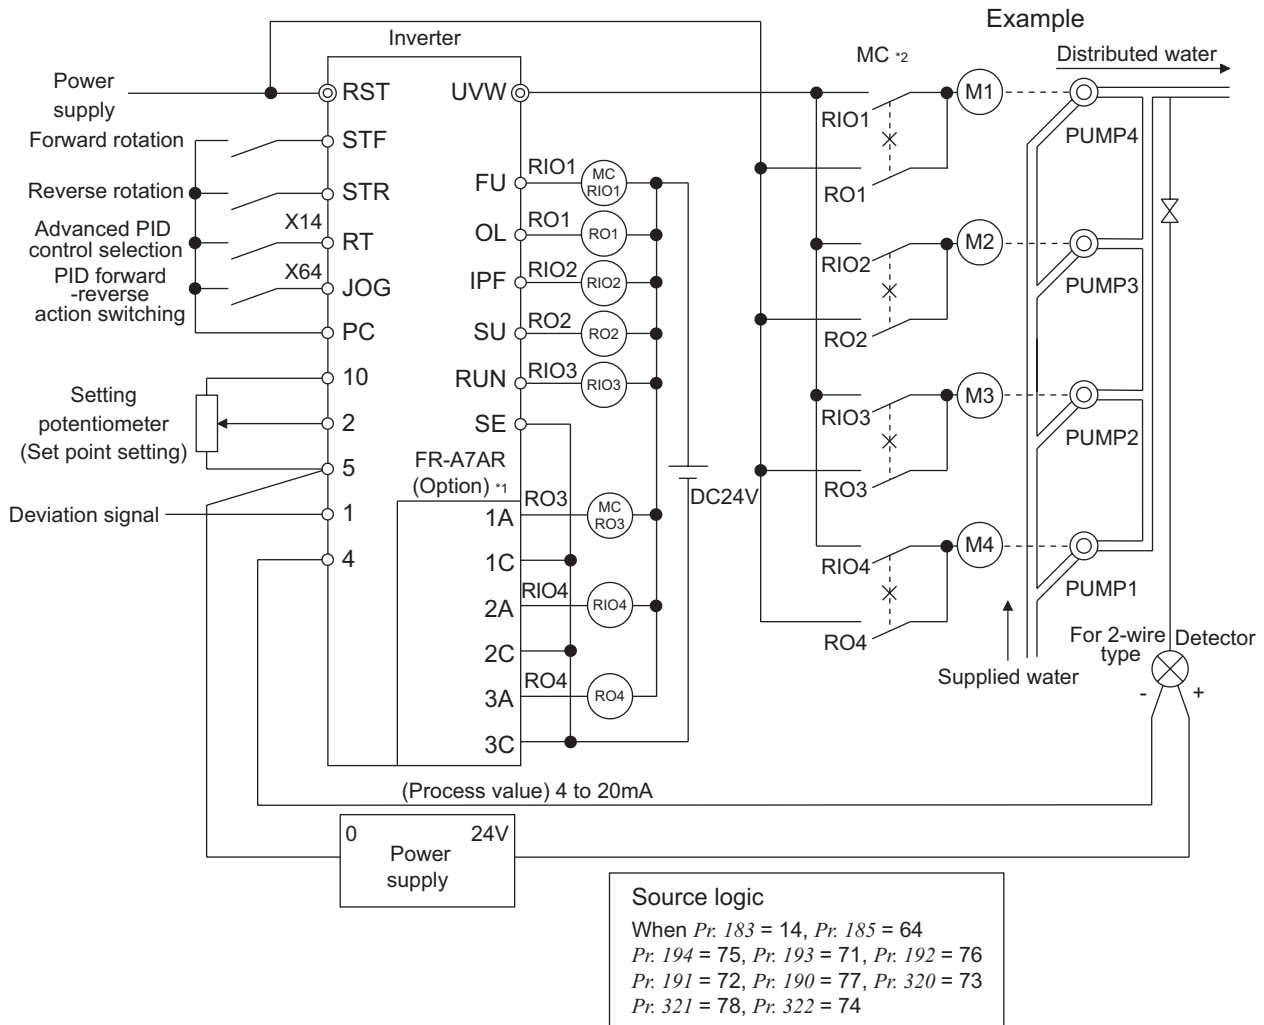 Example
Inverter
MC *2
Distributed water
Power
supply
RST
UVW
M1
RIO1
PUMP4
Forward rotation
STF
RO1
Reverse rotation
STR
FU
RIO1
MC
RIO1
X14
Advanced PID
control selection
RT
OL
RO1
RO1
M2
RIO2
PUMP3
X64
PID forward
-reverse
action switching
JOG
IPF
RIO2
RIO2
PC
SU
RO2
RO2
RO2
10
RUN
RIO3
RIO3
M3
RIO3
PUMP2
Setting
potentiometer
(Set point setting)
2
SE
5
FR-A7AR
(Option) *1
DC24V
RO3
Deviation signal
1
1A
RO3
MC
RO3
4
1C
M4
RIO4
PUMP1
2A
RIO4
RIO4
2C
RO4
3A
RO4
RO4
3C
Supplied water
For 2-wire
type
Detector
-
+
(Process value) 4 to 20mA
0
24V
Power
supply
Source logic
When Pr. 183 = 14, Pr. 185 = 64
Pr. 194 = 75, Pr. 193 = 71, Pr. 192 = 76
Pr. 191 = 72, Pr. 190 = 77, Pr. 320 = 73
Pr. 321 = 78, Pr. 322 = 74